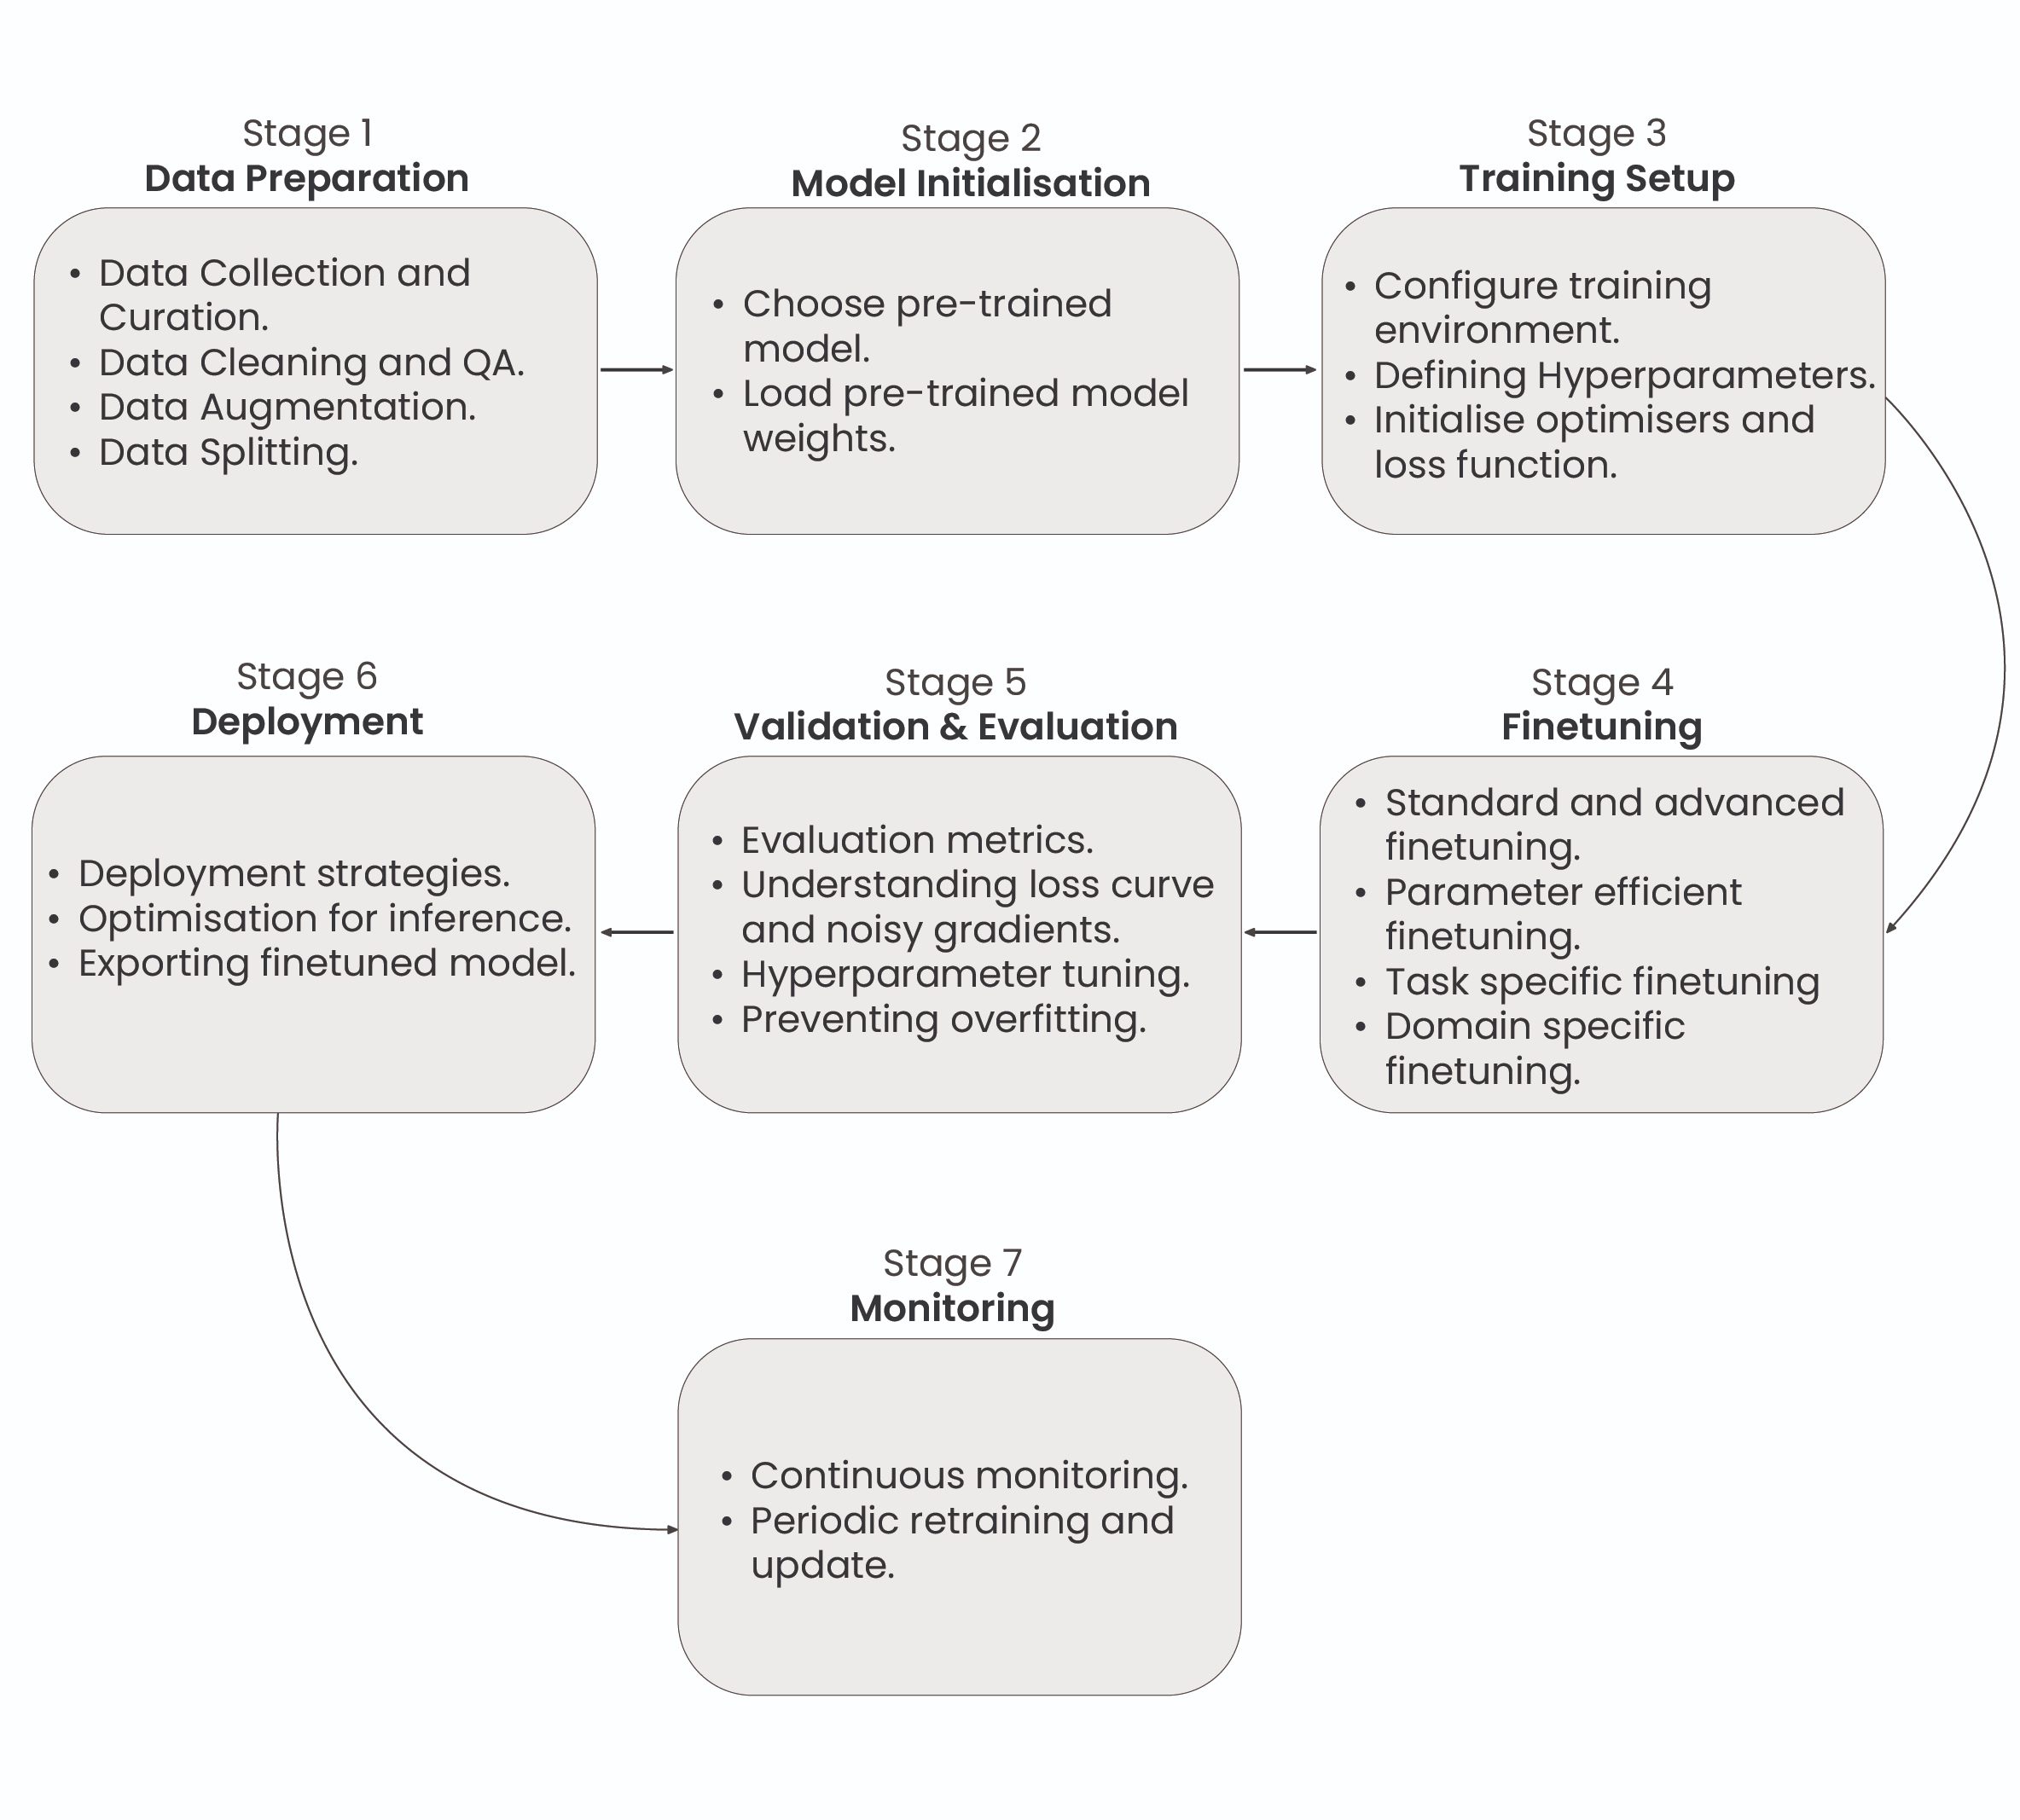 Stage 1
Data Preparation
• Data Collection and
Curation.
• Data Cleaning and QA.
• Data Augmentation.
• Data Splitting.
Stage 2
Model Initialisation
• Choose pre-trained
model.
• Load pre-trained model
weights.
Stage 3
Training Setup
• Configure training
environment.
• Defining Hyperparameters.
• Initialise optimisers and
loss function.
Stage 4
Finetuning
• Standard and advanced
finetuning.
• Parameter efficient
finetuning.
• Task specific finetuning
• Domain specific
finetuning.
Stage 5
Validation & Evaluation
• Evaluation metrics.
• Understanding loss curve
and noisy gradients.
• Hyperparameter tuning.
• Preventing overfitting.
Stage 6
Deployment
• Deployment strategies.
• Optimisation for inference.
• Exporting finetuned model.
Stage 7
Monitoring
• Continuous monitoring.
• Periodic retraining and
update.